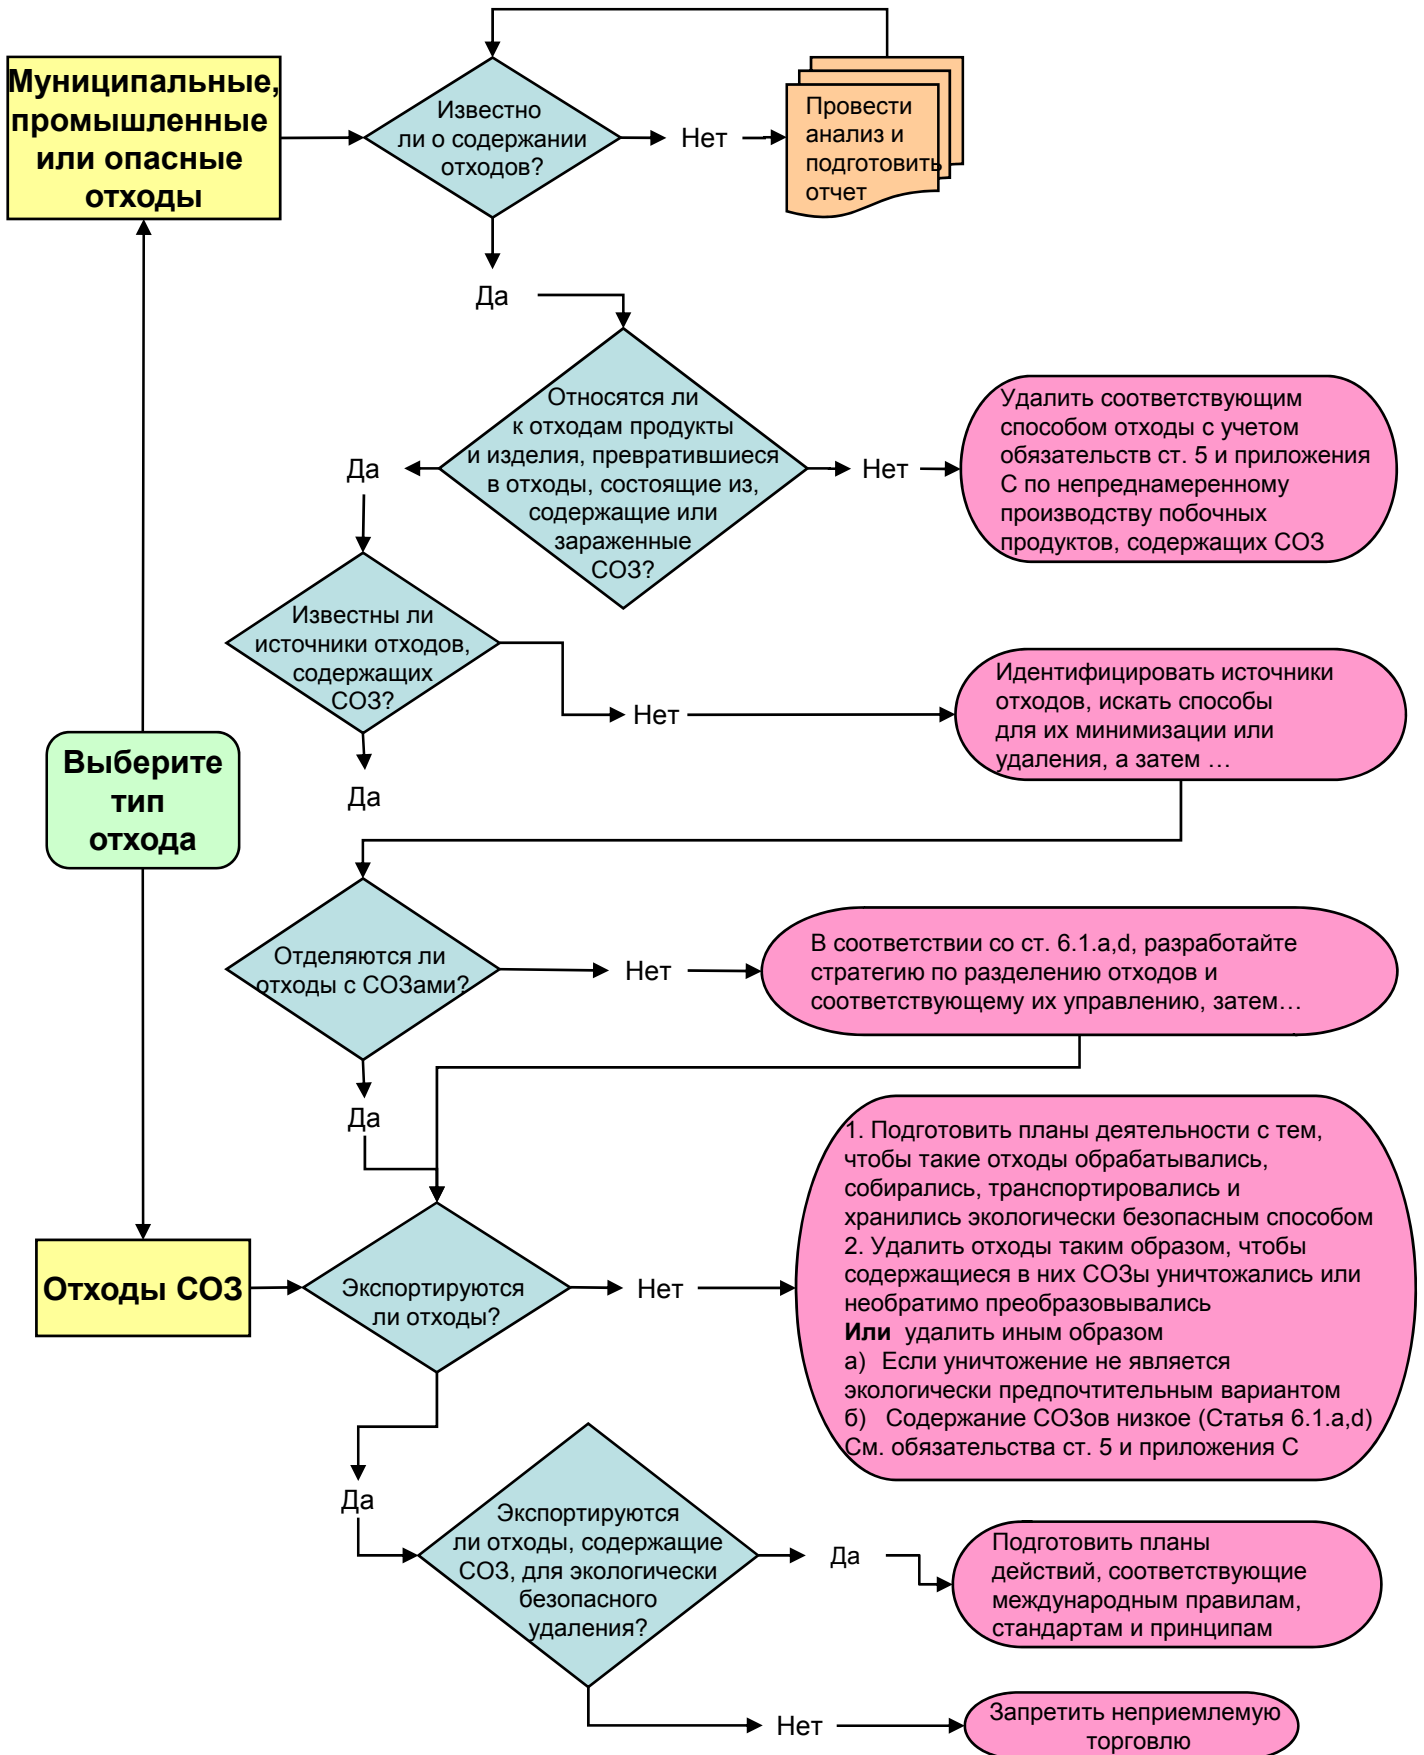 Муниципальные,
промышленные
или опасные
отходы
Известно
ли о содержании
отходов?
Нет
Провести
анализ и
подготовить
отчет
Да
Относятся ли
к отходам продукты
и изделия, превратившиеся
в отходы, состоящие из,
содержащие или
зараженные
СОЗ?
Да
Нет
Удалить соответствующим
способом отходы с учетом
обязательств ст. 5 и приложения
С по непреднамеренному
производству побочных
продуктов, содержащих СОЗ
Известны ли
источники отходов,
содержащих
СОЗ?
Нет
Идентифицировать источники
отходов, искать способы
для их минимизации или
удаления, а затем …
Да
Выберите
тип
отхода
Отделяются ли
отходы с СОЗами?
Нет
В соответствии со ст. 6.1.a,d, разработайте
стратегию по разделению отходов и
соответствующему их управлению, затем…
Да
Отходы СОЗ
Экспортируются
ли отходы?
Нет
1. Подготовить планы деятельности с тем,
чтобы такие отходы обрабатывались,
собирались, транспортировались и
хранились экологически безопасным способом
2. Удалить отходы таким образом, чтобы
содержащиеся в них СОЗы уничтожались или
необратимо преобразовывались
Или удалить иным образом
а) Если уничтожение не является
экологически предпочтительным вариантом
б) Содержание СОЗов низкое (Статья 6.1.a,d)
См. обязательства ст. 5 и приложения С
Да
Экспортируются
ли отходы, содержащие
СОЗ, для экологически
безопасного
удаления?
Да
Подготовить планы
действий, соответствующие
международным правилам,
стандартам и принципам
Нет
Запретить неприемлемую
торговлю